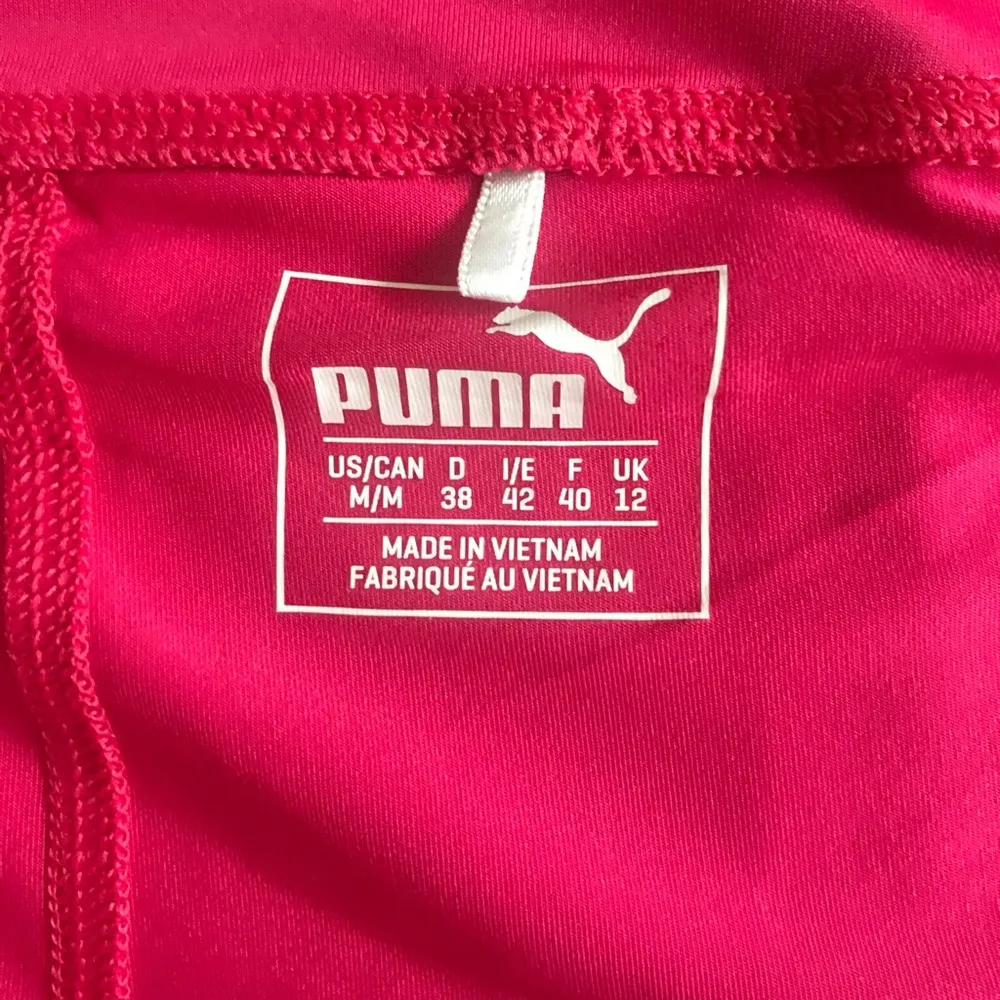 PUMA
US/CAN D I/E F UK
M/M 38 42 40 12
MADE IN VIETNAM
FABRIQUÉ AU VIETNAM